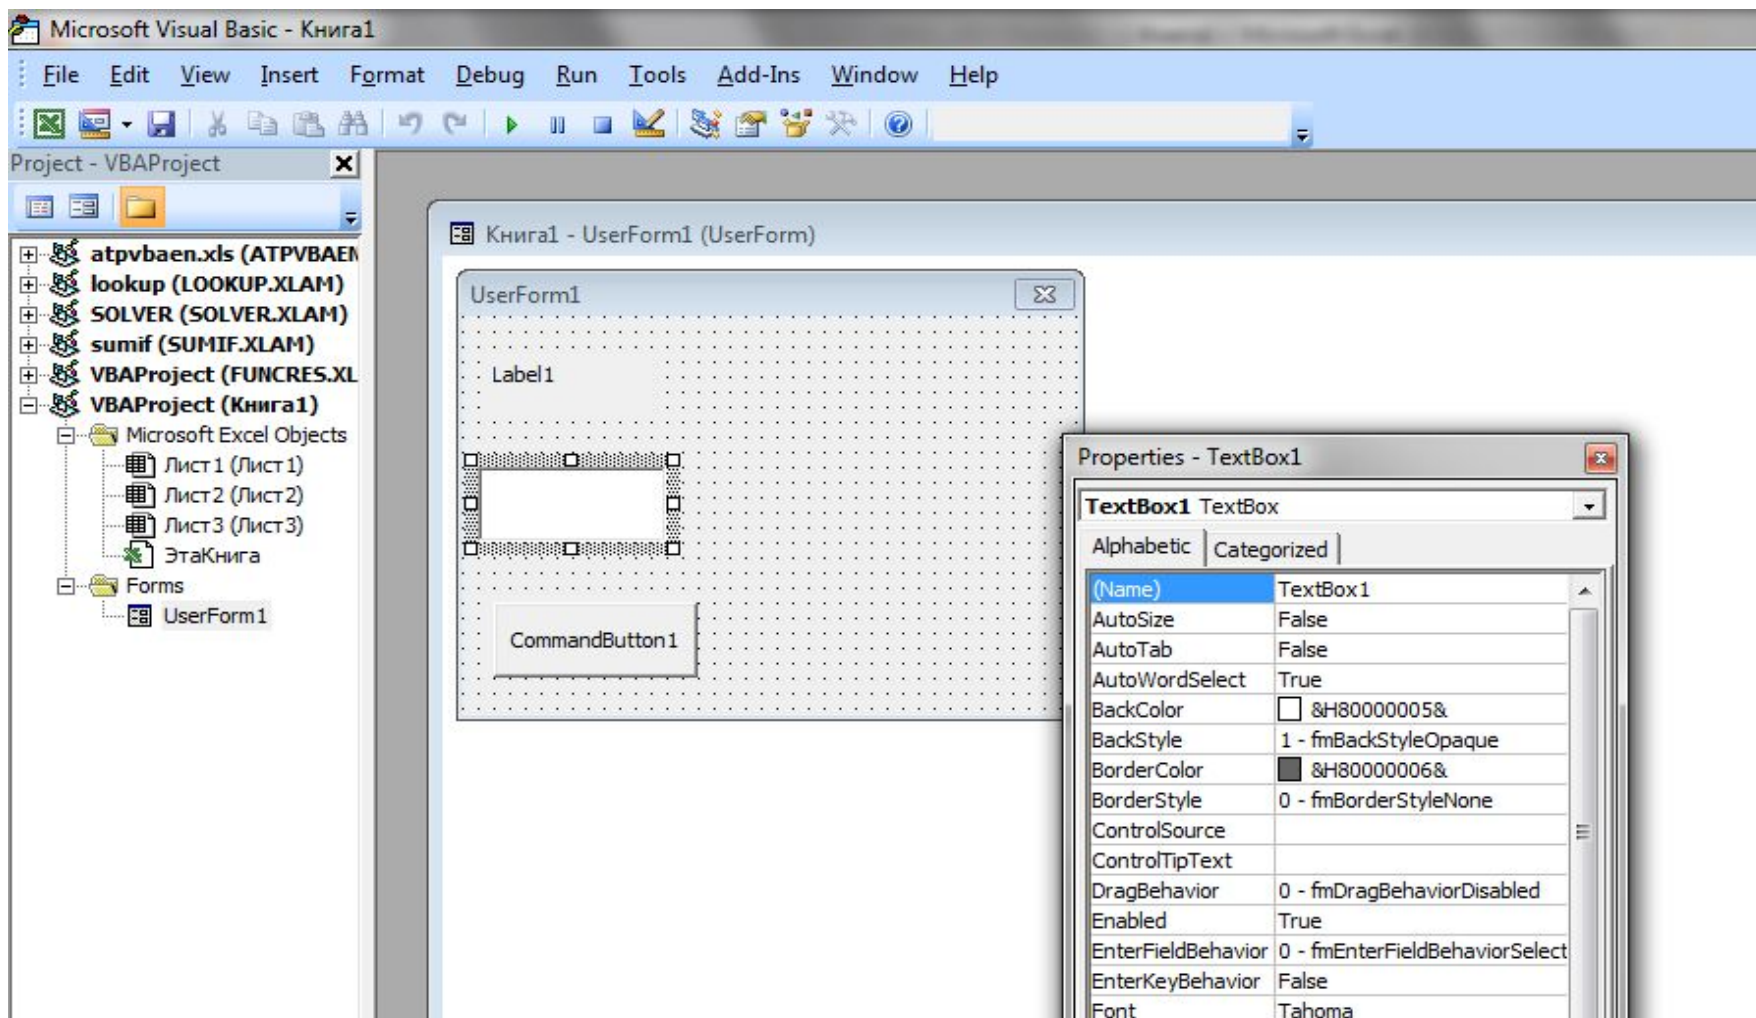 Microsoft Visual Basic - Книга1
File Edit View Insert Format Debug Run Tools Add-Ins Window Help
Project - VBAProject
atpvbaen.xls (ATPVBAEN
lookup (LOOKUP.XLAM)
SOLVER (SOLVER.XLAM)
sumif (SUMIF.XLAM)
VBAProject (FUNCRES.XL
VBAProject (Книга1)
Microsoft Excel Objects
Лист1 (Лист1)
Лист2 (Лист2)
Лист3 (Лист3)
ЭтаКнига
Forms
UserForm1
Книга1 - UserForm1 (UserForm)
UserForm1
Label1
CommandButton1
Properties - TextBox1
TextBox1 TextBox
Alphabetic Categorized
(Name) TextBox1
AutoSize False
AutoTab False
AutoWordSelect True
BackColor &H80000005&
BackStyle 1 - fmBackStyleOpaque
BorderColor &H80000006&
BorderStyle 0 - fmBorderStyleNone
ControlSource
ControlTipText
DragBehavior 0 - fmDragBehaviorDisabled
Enabled True
EnterFieldBehavior 0 - fmEnterFieldBehaviorSelect
EnterKeyBehavior False
Font Tahoma